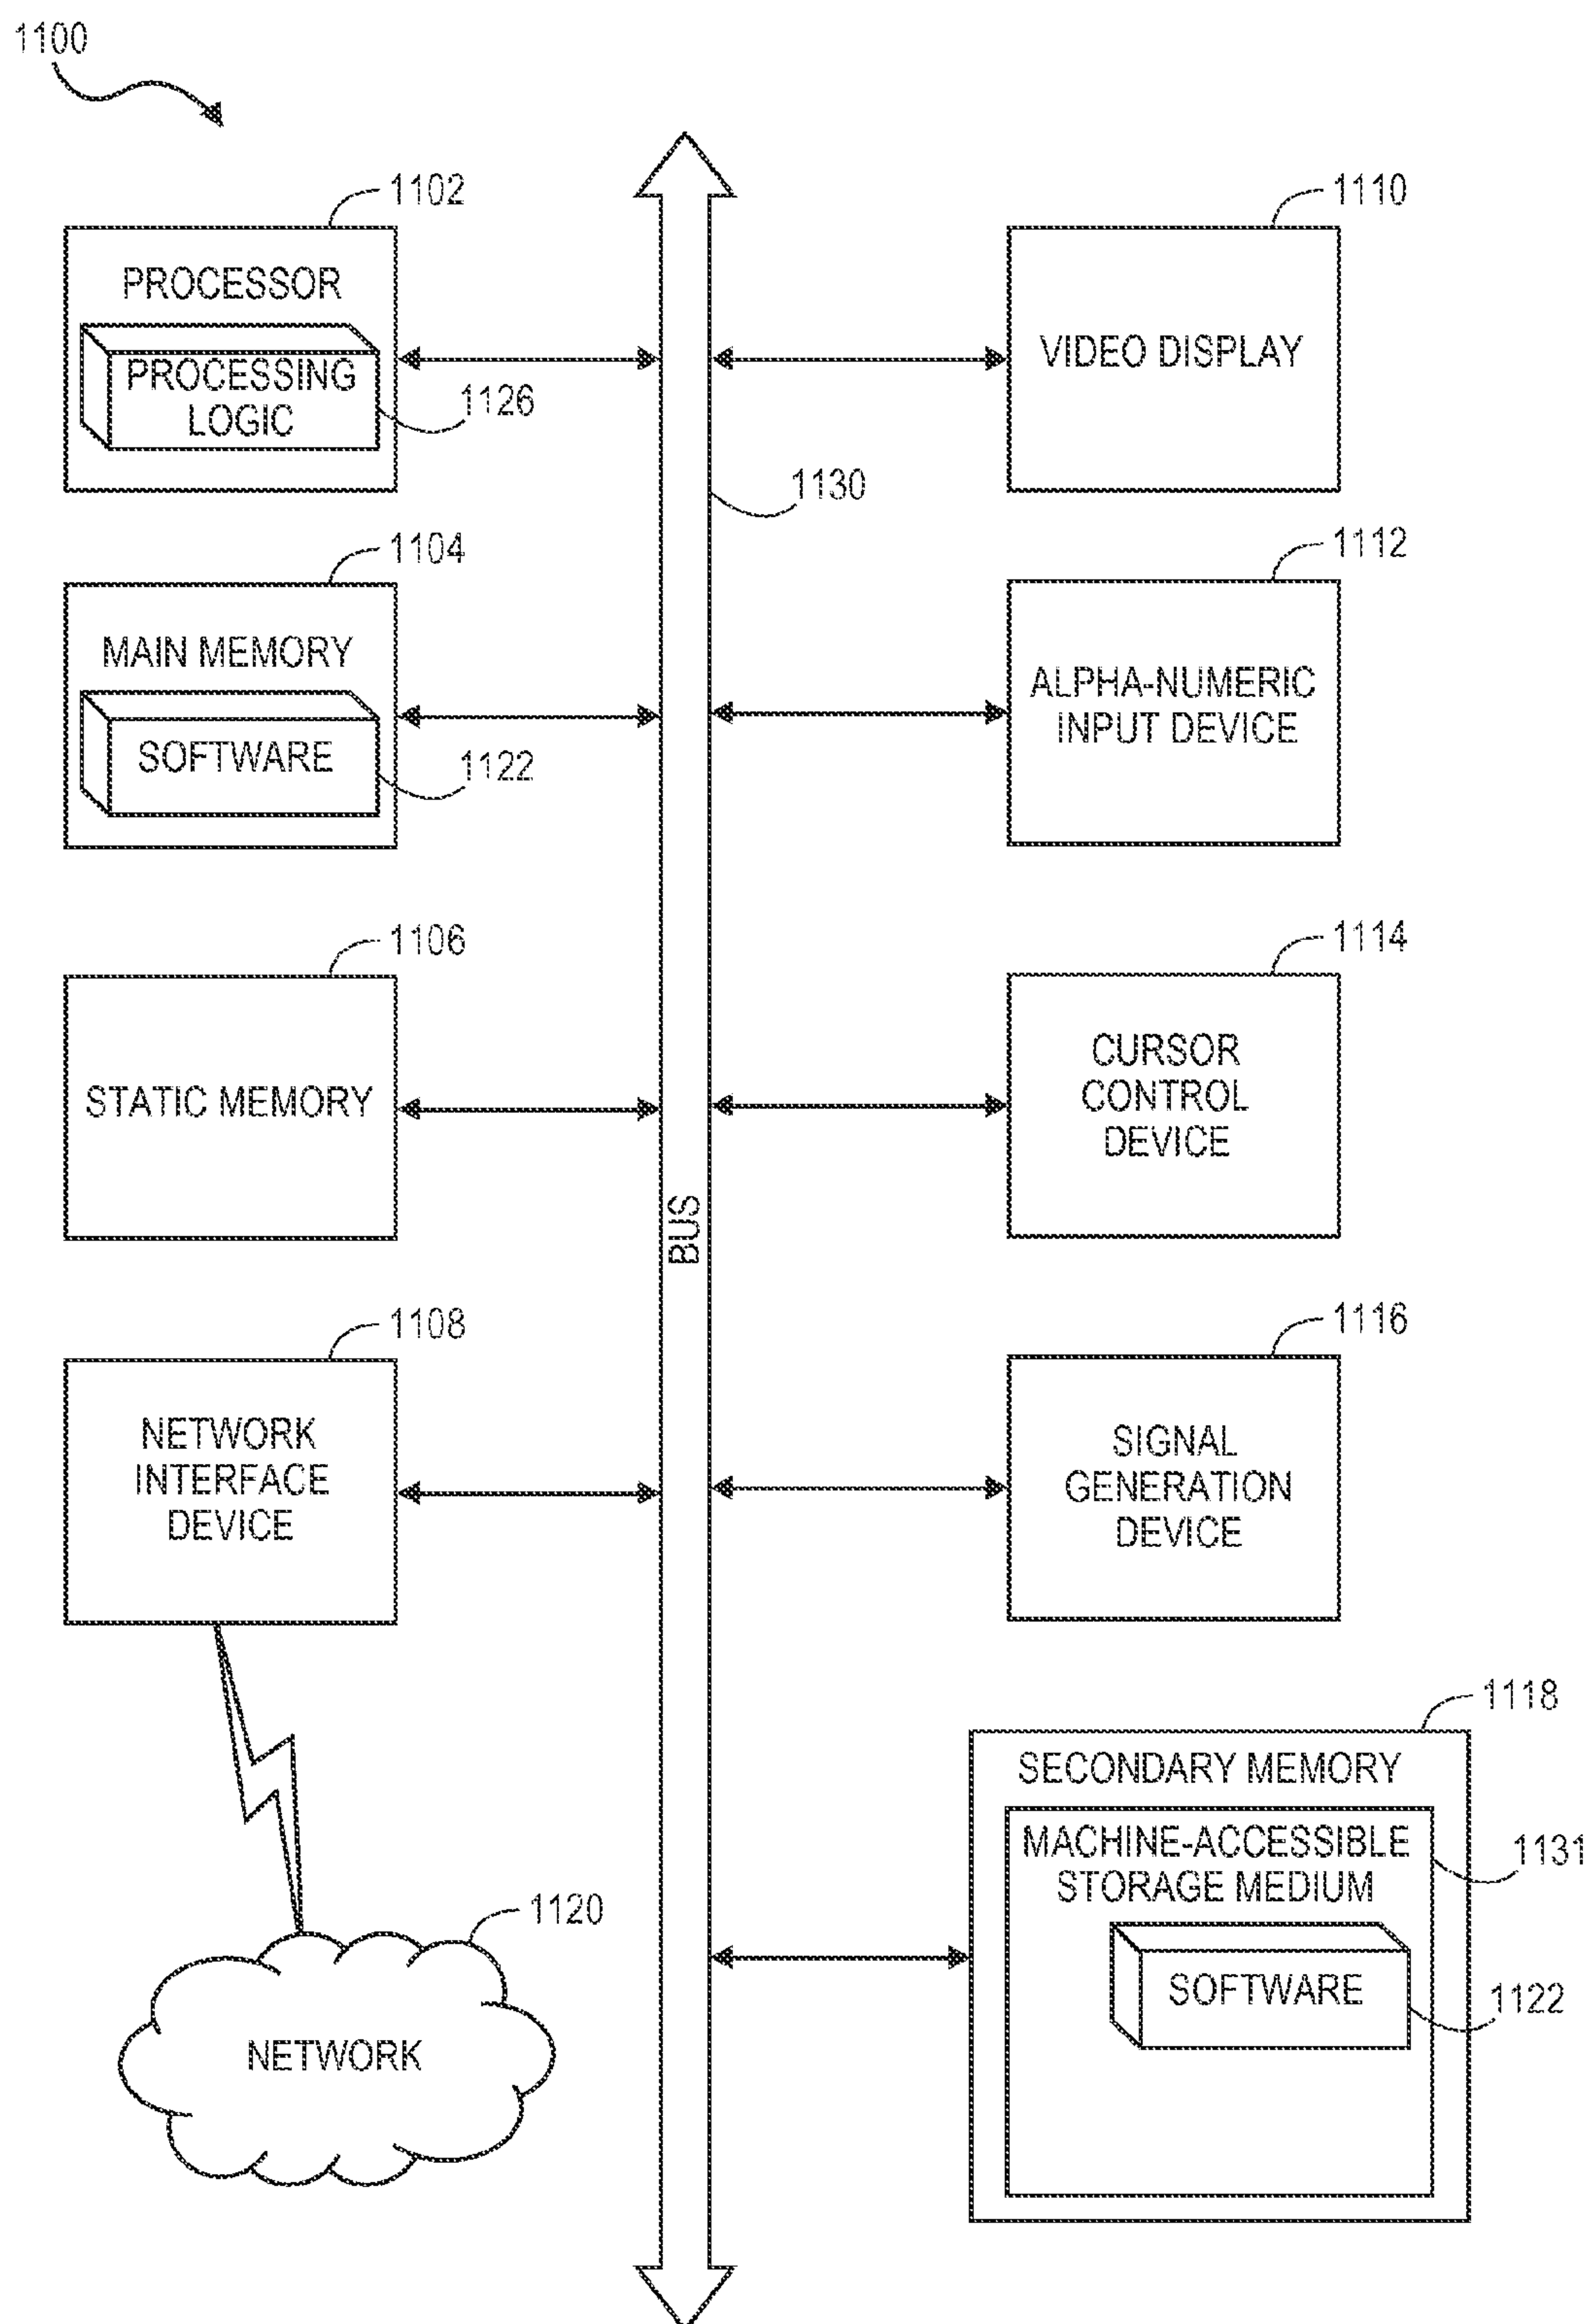 1100
1102
PROCESSOR
PROCESSING
LOGIC
1126
1104
MAIN MEMORY
SOFTWARE
1122
1106
STATIC MEMORY
1108
NETWORK
INTERFACE
DEVICE
1120
NETWORK
BUS
1130
1110
VIDEO DISPLAY
1112
ALPHA-NUMERIC
INPUT DEVICE
1114
CURSOR
CONTROL
DEVICE
1116
SIGNAL
GENERATION
DEVICE
1118
SECONDARY MEMORY
MACHINE-ACCESSIBLE
STORAGE MEDIUM
1131
SOFTWARE
1122